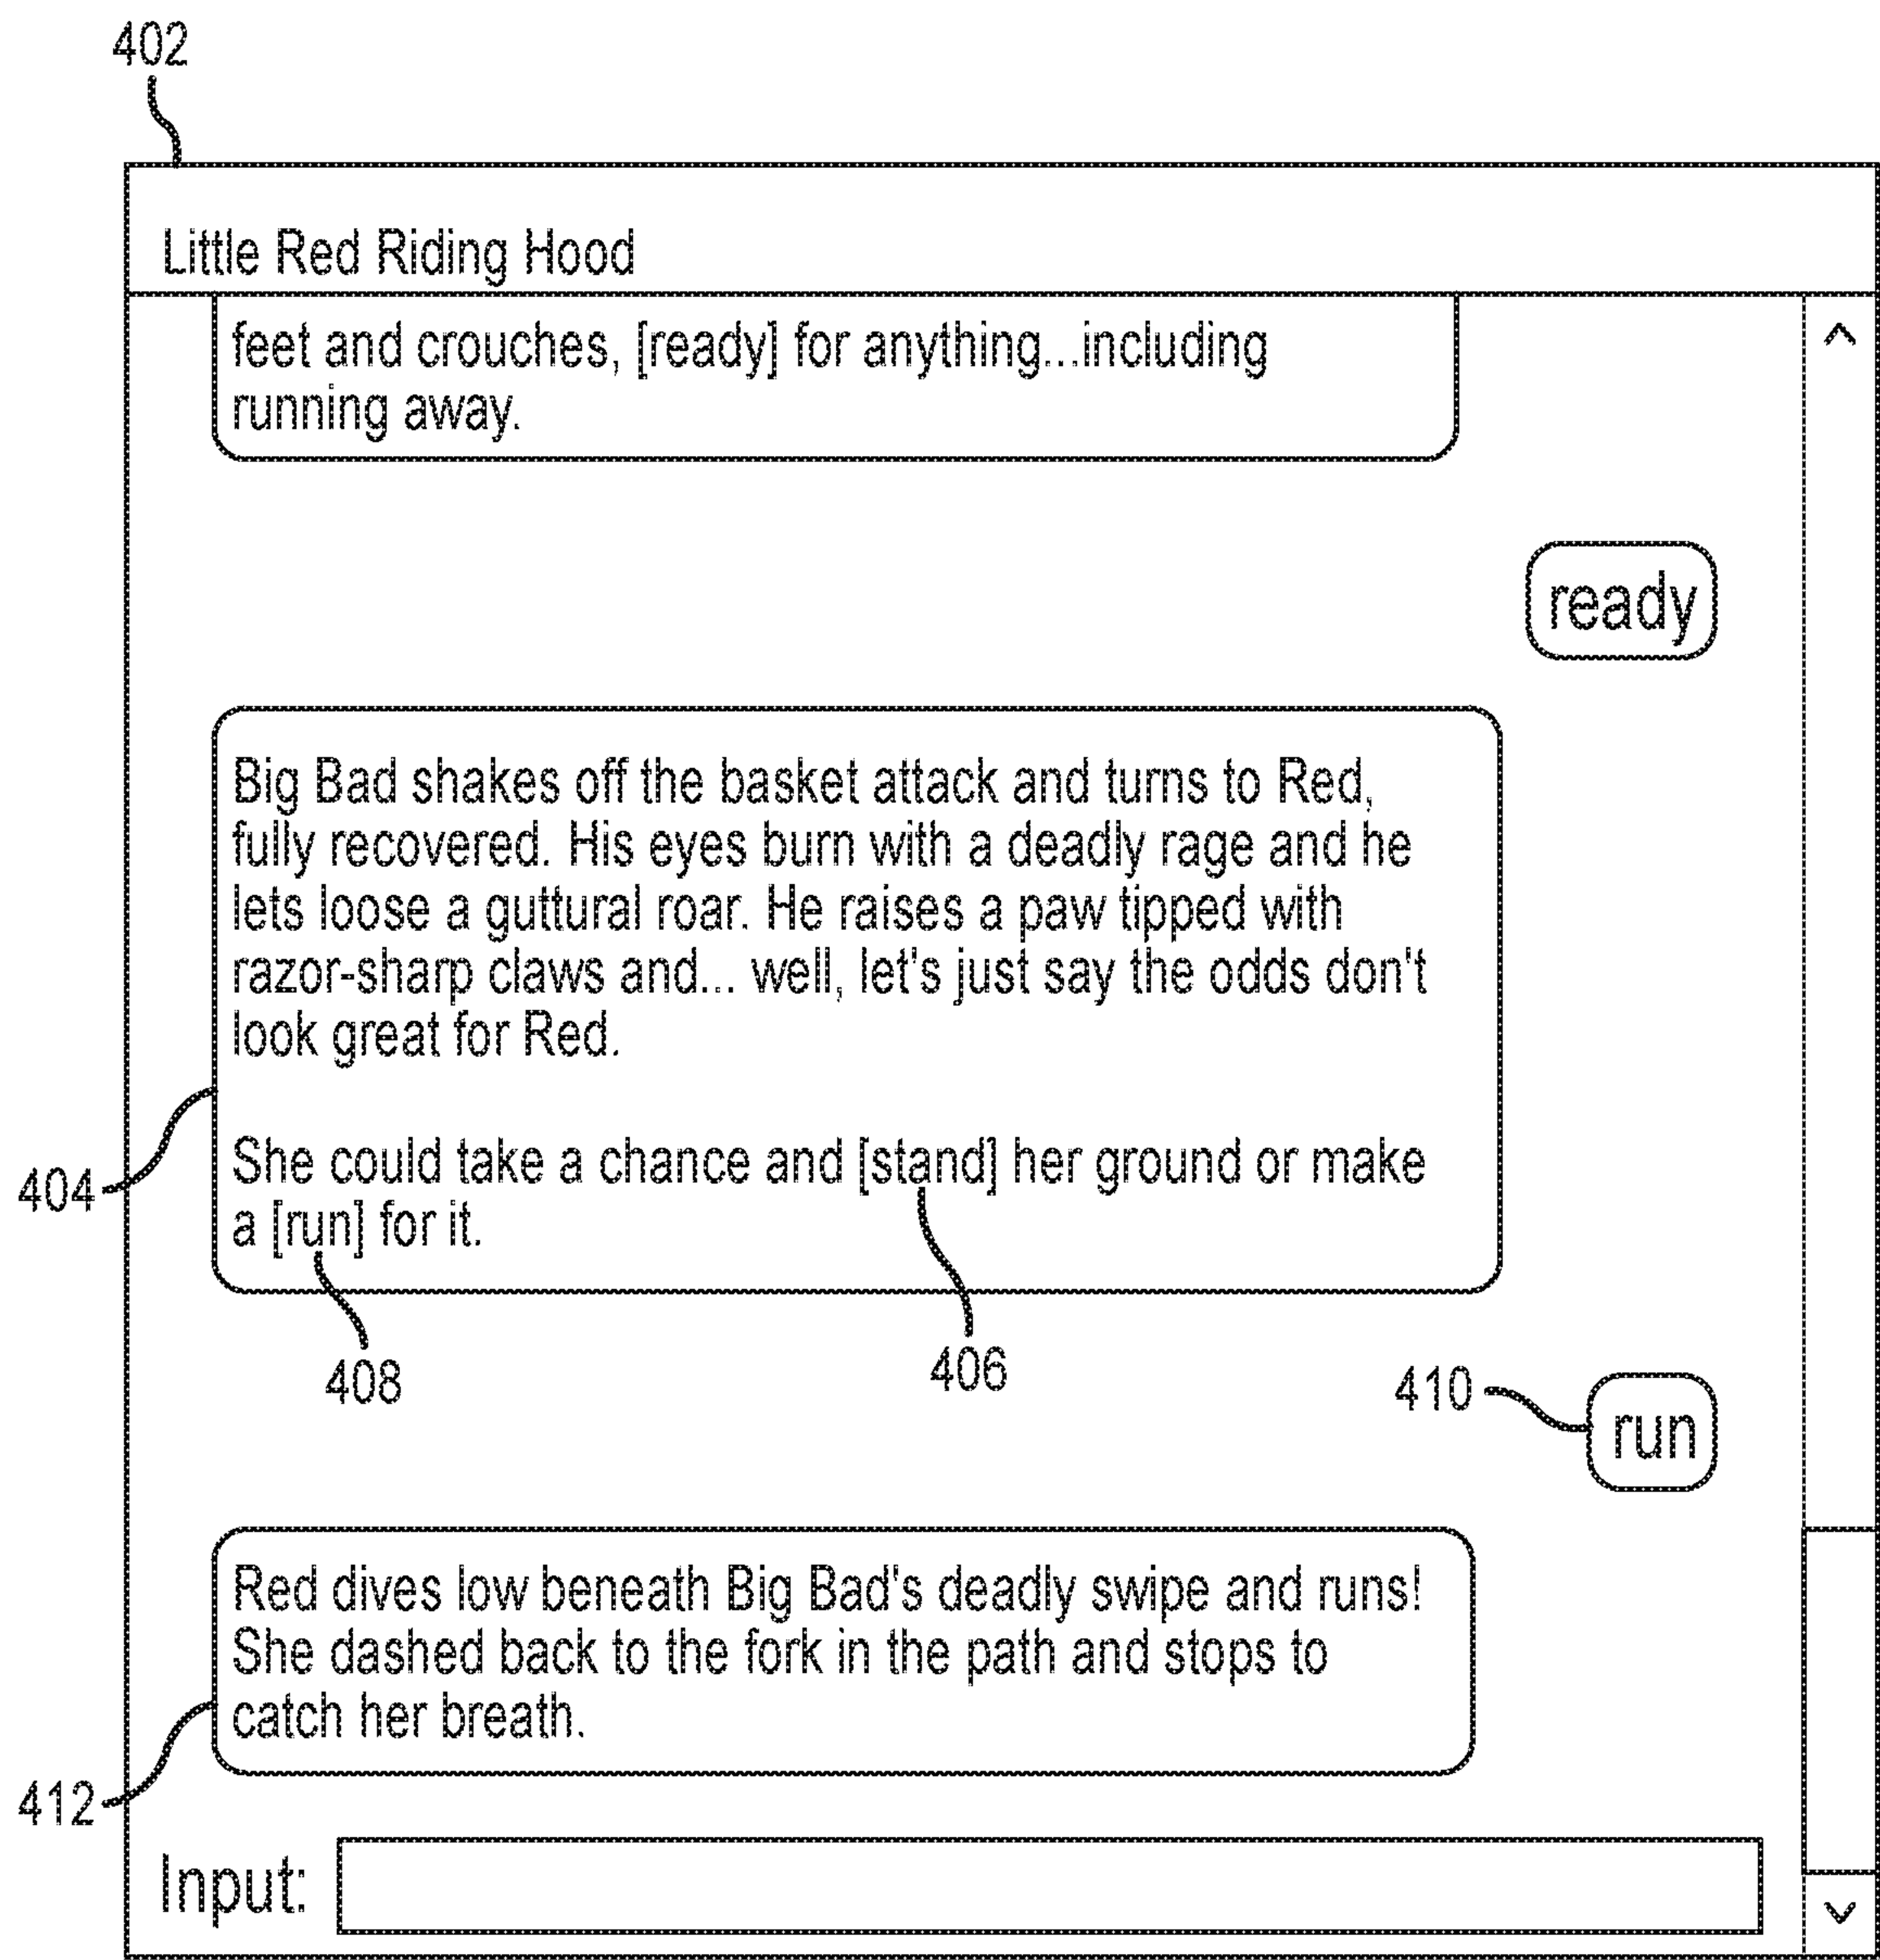 402
Little Red Riding Hood
feet and crouches, [ready] for anything...including
running away.
ready
Big Bad shakes off the basket attack and turns to Red,
fully recovered. His eyes burn with a deadly rage and he
lets loose a guttural roar. He raises a paw tipped with
razor-sharp claws and... well, let's just say the odds don't
look great for Red.
She could take a chance and [stand] her ground or make
a [run] for it.
404
408
406
410
run
Red dives low beneath Big Bad's deadly swipe and runs!
She dashed back to the fork in the path and stops to
catch her breath.
412
Input: